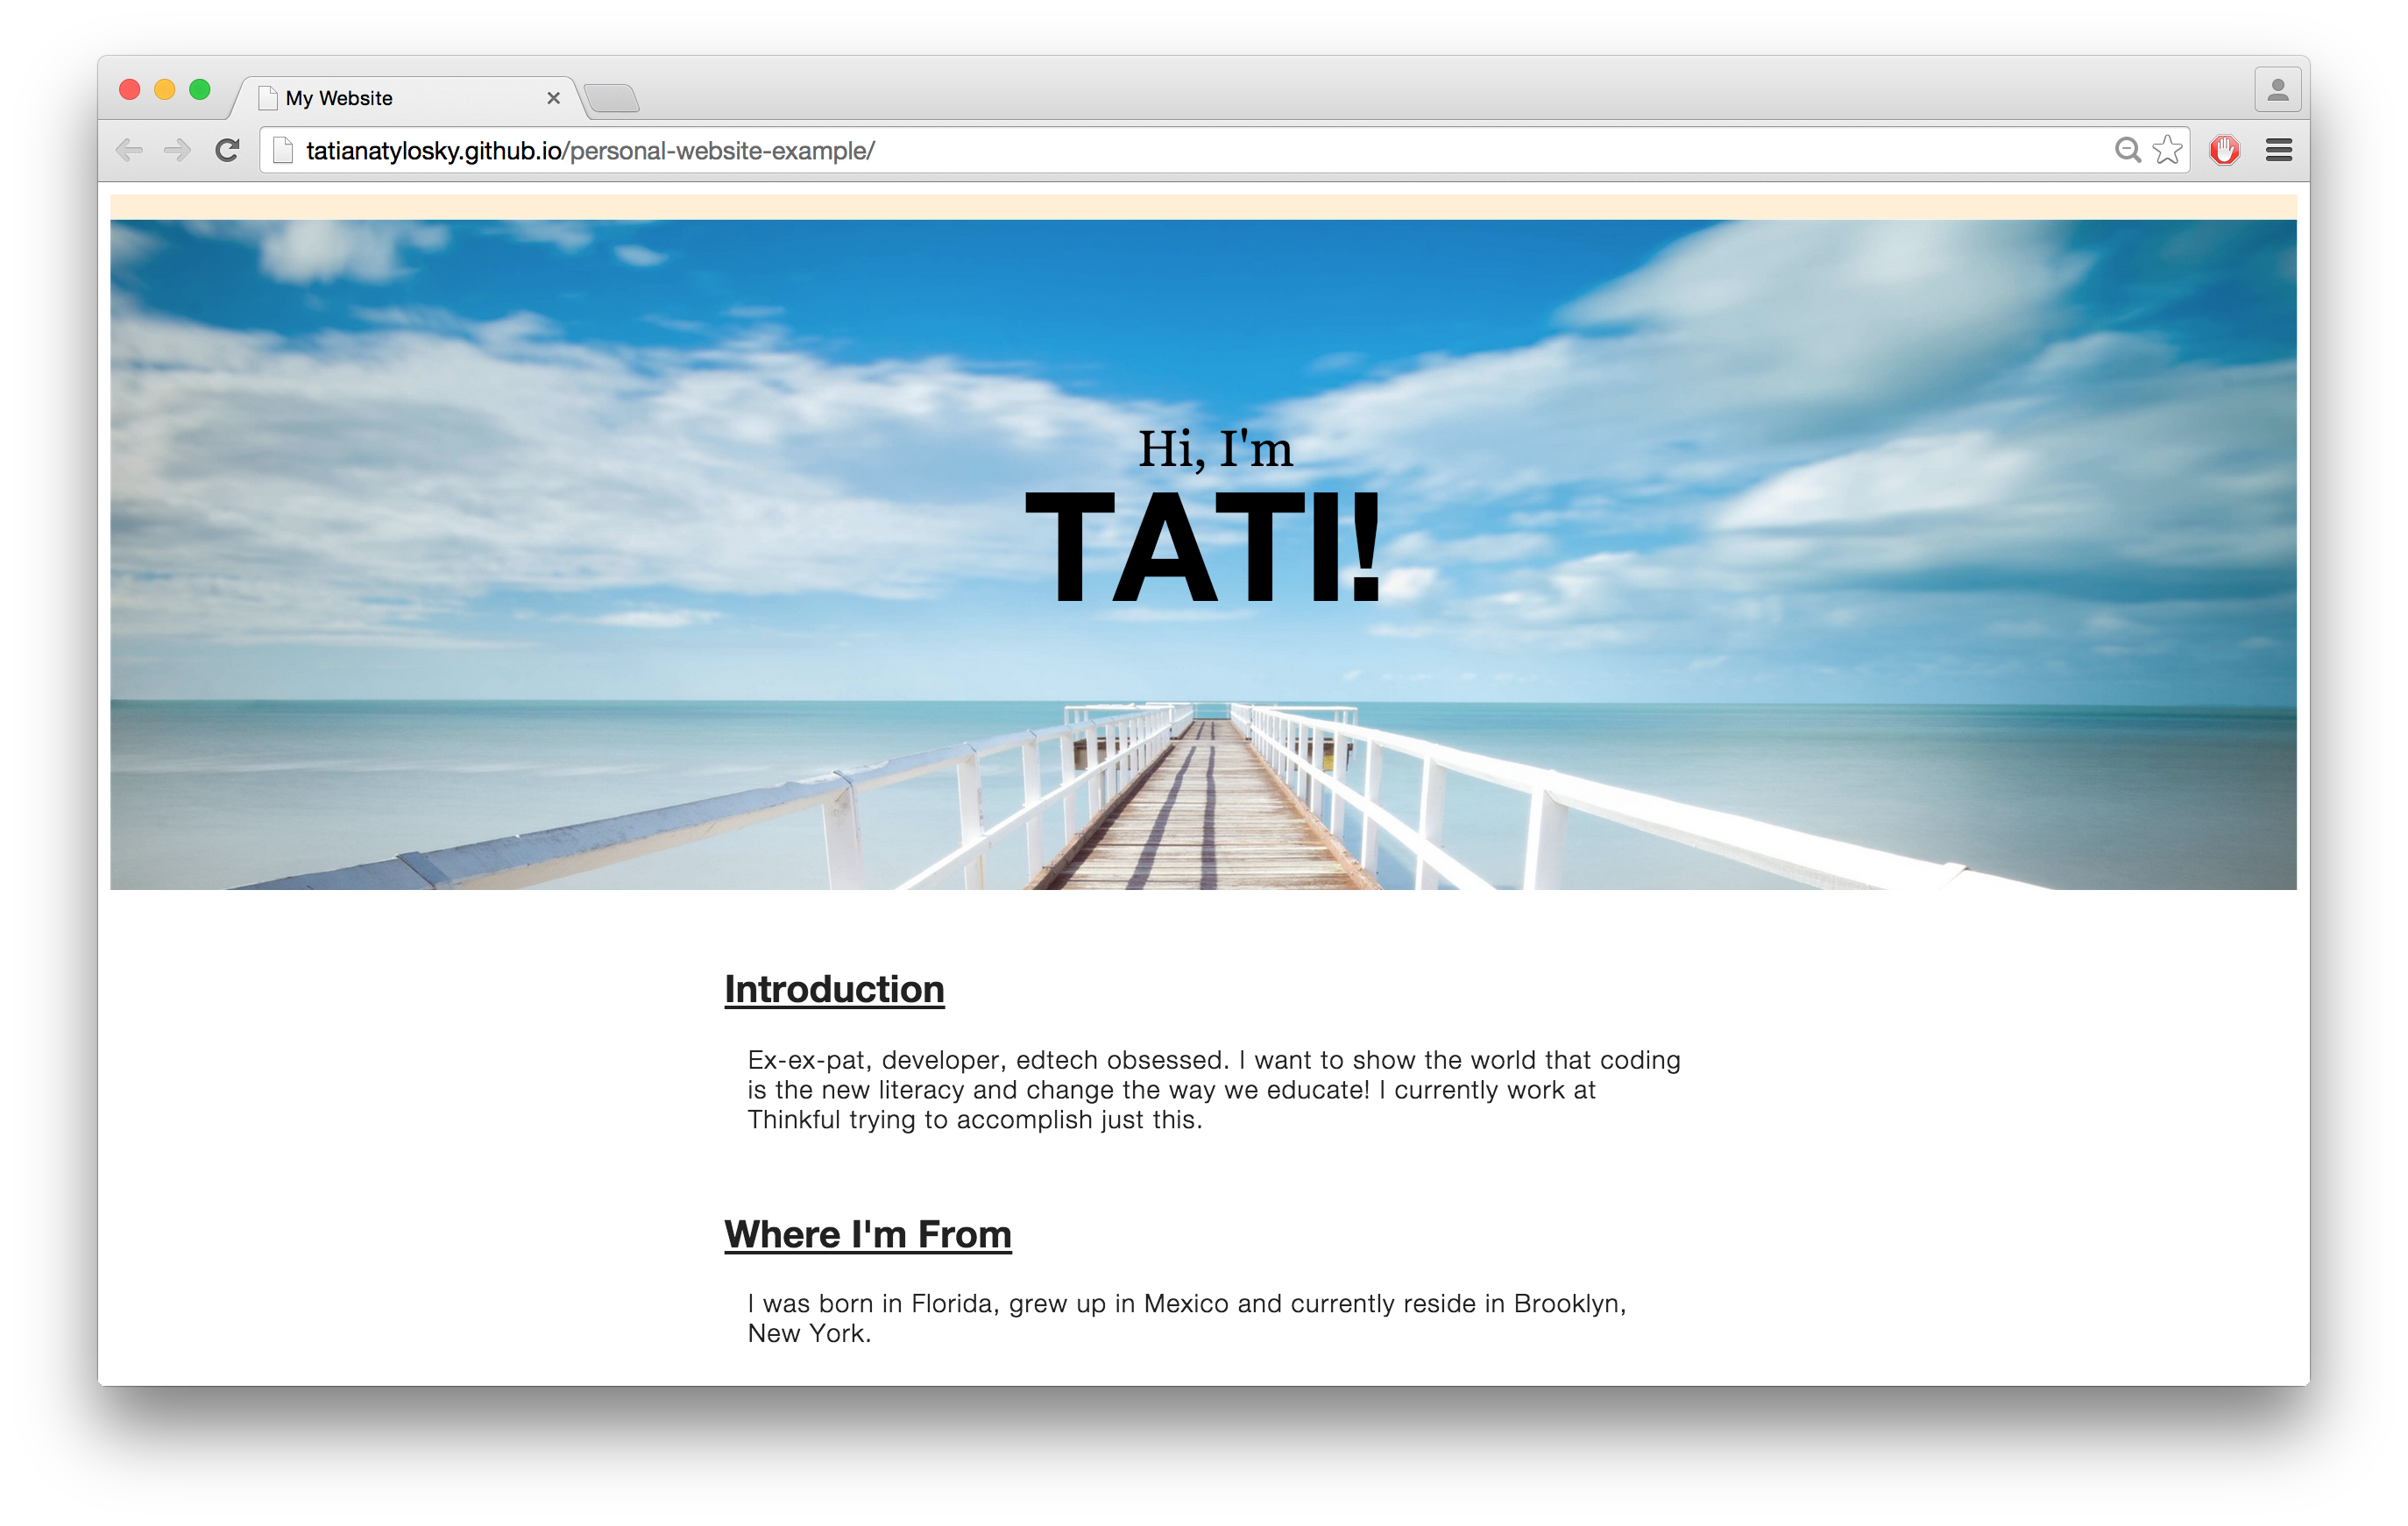 My Website
tatianatylosky.github.io/personal-website-example/
Hi, I'm
TATI!
Introduction
Ex-ex-pat, developer, edtech obsessed. I want to show the world that coding
is the new literacy and change the way we educate! I currently work at
Thinkful trying to accomplish just this.
Where I'm From
I was born in Florida, grew up in Mexico and currently reside in Brooklyn,
New York.